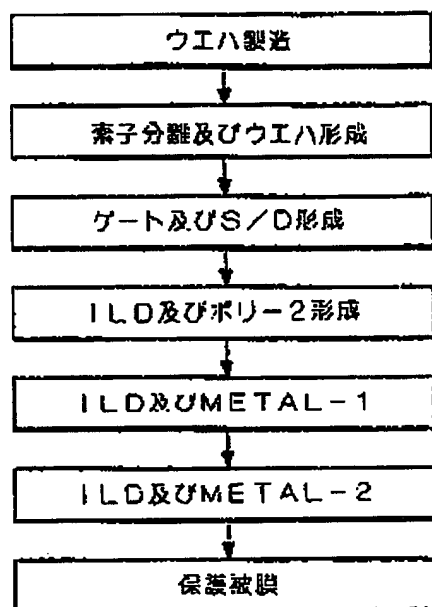 ウエハ製造
素子分離及びウエハ形成
ゲート及びS/D形成
ILD及びポリー2形成
ILD及びMETAL-1
ILD及びMETAL-2
保護被膜